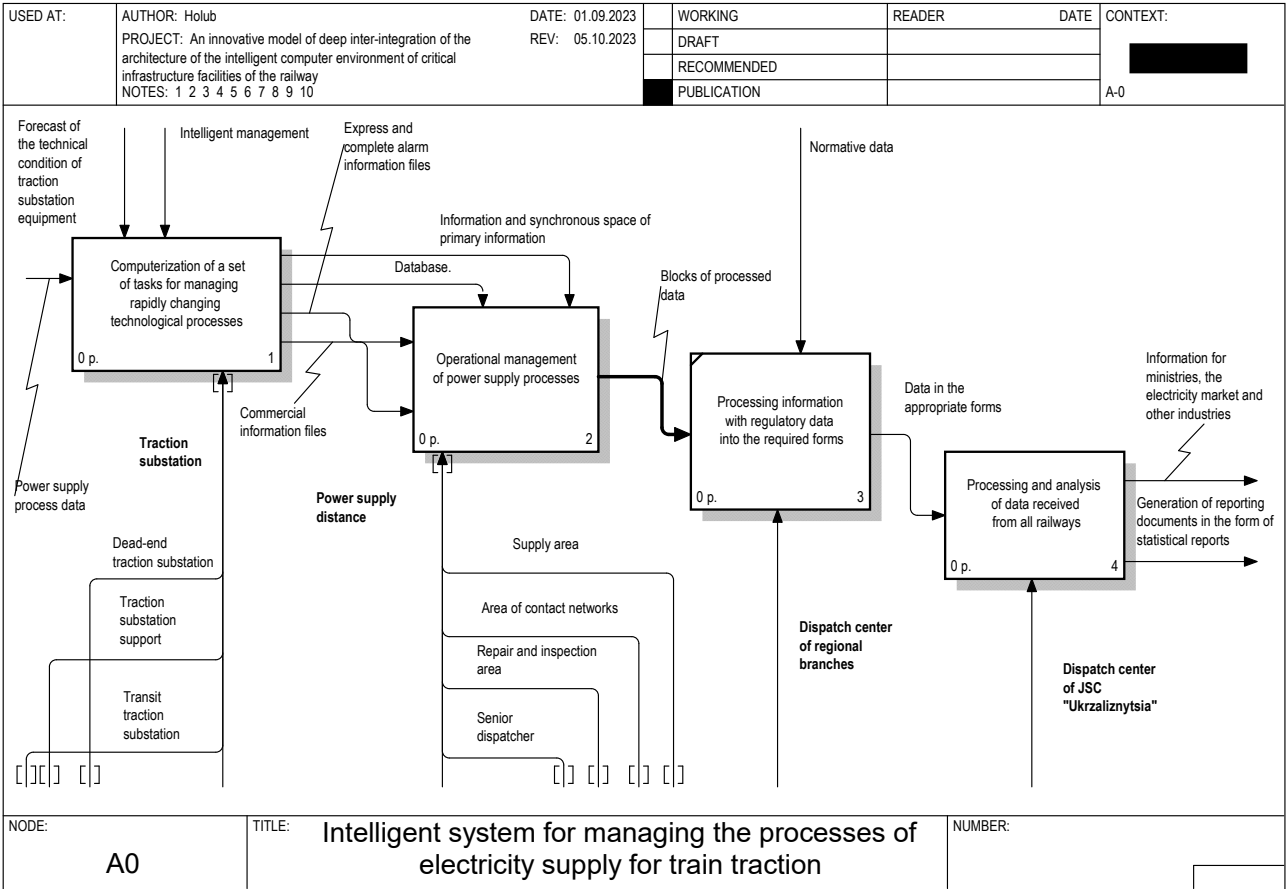 USED AT:
AUTHOR: Holub
DATE: 01.09.2023
PROJECT: An innovative model of deep inter-integration of the
REV: 05.10.2023
architecture of the intelligent computer environment of critical
infrastructure facilities of the railway
NOTES: 1 2 3 4 5 6 7 8 9 10
WORKING
DRAFT
RECOMMENDED
PUBLICATION
READER
DATE
CONTEXT:
A-0
Forecast of
the technical
condition of
traction
substation
equipment
Intelligent management
Express and
complete alarm
information files
Normative data
Information and synchronous space of
primary information
Database.
Computerization of a set
of tasks for managing
rapidly changing
technological processes
0 p.
1
Blocks of processed
data
Operational management
of power supply processes
0 p.
2
Commercial
information files
Processing information
with regulatory data
into the required forms
0 p.
3
Data in the
appropriate forms
Information for
ministries, the
electricity market and
other industries
Processing and analysis
of data received
from all railways
0 p.
4
Generation of reporting
documents in the form of
statistical reports
Power supply
process data
Traction
substation
Power supply
distance
Dead-end
traction substation
Traction
substation
support
Transit
traction
substation
Supply area
Area of contact networks
Repair and inspection
area
Senior
dispatcher
Dispatch center
of regional
branches
Dispatch center
of JSC
"Ukrzaliznytsia"
NODE:
A0
TITLE:
Intelligent system for managing the processes of
electricity supply for train traction
NUMBER: